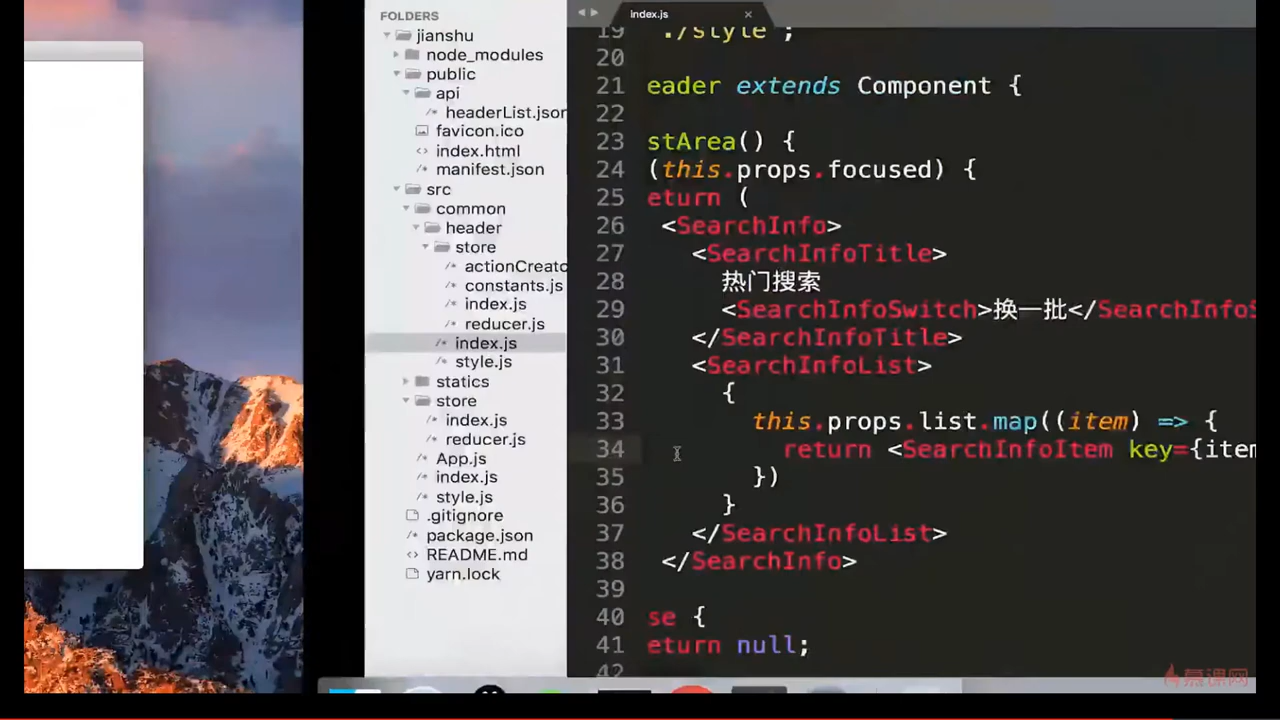 FOLDERS
jianshu
node_modules
public
api
headerList.json
favicon.ico
index.html
manifest.json
src
common
header
store
actionCreato
constants.js
index.js
reducer.js
index.js
style.js
statics
store
index.js
reducer.js
App.js
index.js
style.js
.gitignore
package.json
README.md
yarn.lock
index.js
19 './style';
20
21 eader extends Component {
22
23 stArea() {
24 (this.props.focused) {
25 eturn (
26 <SearchInfo>
27 <SearchInfoTitle>
28 热门搜索
29 <SearchInfoSwitch>换一批</SearchInfoS
30 </SearchInfoTitle>
31 <SearchInfoList>
32 {
33 this.props.list.map((item) => {
34 return <SearchInfoItem key={item
35 })
36 }
37 </SearchInfoList>
38 </SearchInfo>
39
40 se {
41 eturn null;
42
慕课网